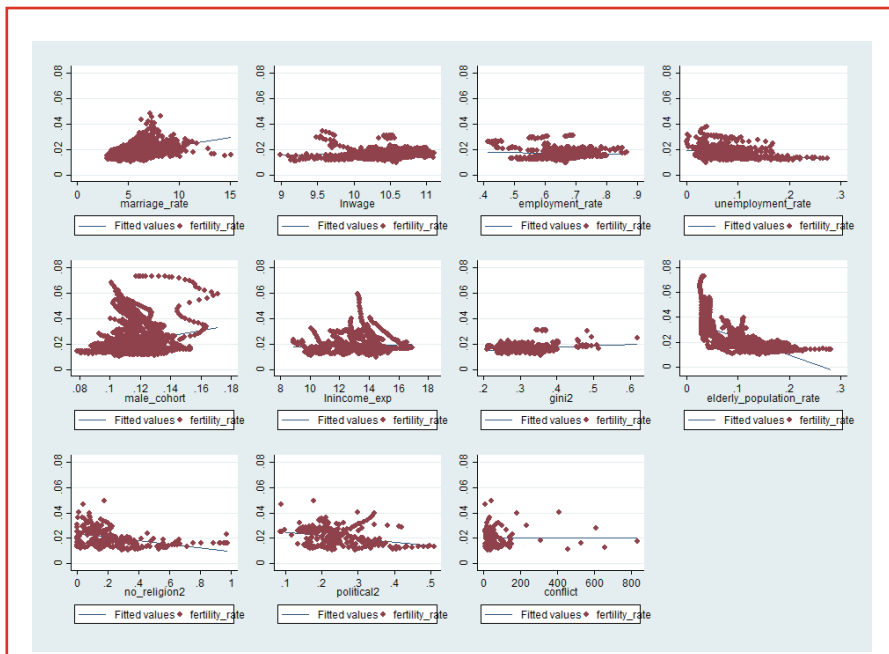 .08 .08 .08 .08
.06 .06 .06 .06
.04 .04 .04 .04
.02 .02 .02 .02
0 0 0 0
0 5 10 15 9 9.5 10 10.5 11 .4 .5 .6 .7 .8 .9 0 .1 .2 .3
marriage_rate lnwage employment_rate unemployment_rate
Fitted values fertility_rate Fitted values fertility_rate Fitted values fertility_rate Fitted values fertility_rate
.08 .08 .08 .08
.06 .06 .06 .06
.04 .04 .04 .04
.02 .02 .02 .02
0 0 0 0
.08 .1 .12 .14 .16 .18 8 10 12 14 16 18 .2 .3 .4 .5 .6 0 .1 .2 .3
male_cohort lnincome_exp gini2 elderly_population_rate
Fitted values fertility_rate Fitted values fertility_rate Fitted values fertility_rate Fitted values fertility_rate
.08 .08 .08
.06 .06 .06
.04 .04 .04
.02 .02 .02
0 0 0
0 .2 .4 .6 .8 1 .1 .2 .3 .4 .5 0 200 400 600 800
no_religion2 political2 conflict
Fitted values fertility_rate Fitted values fertility_rate Fitted values fertility_rate